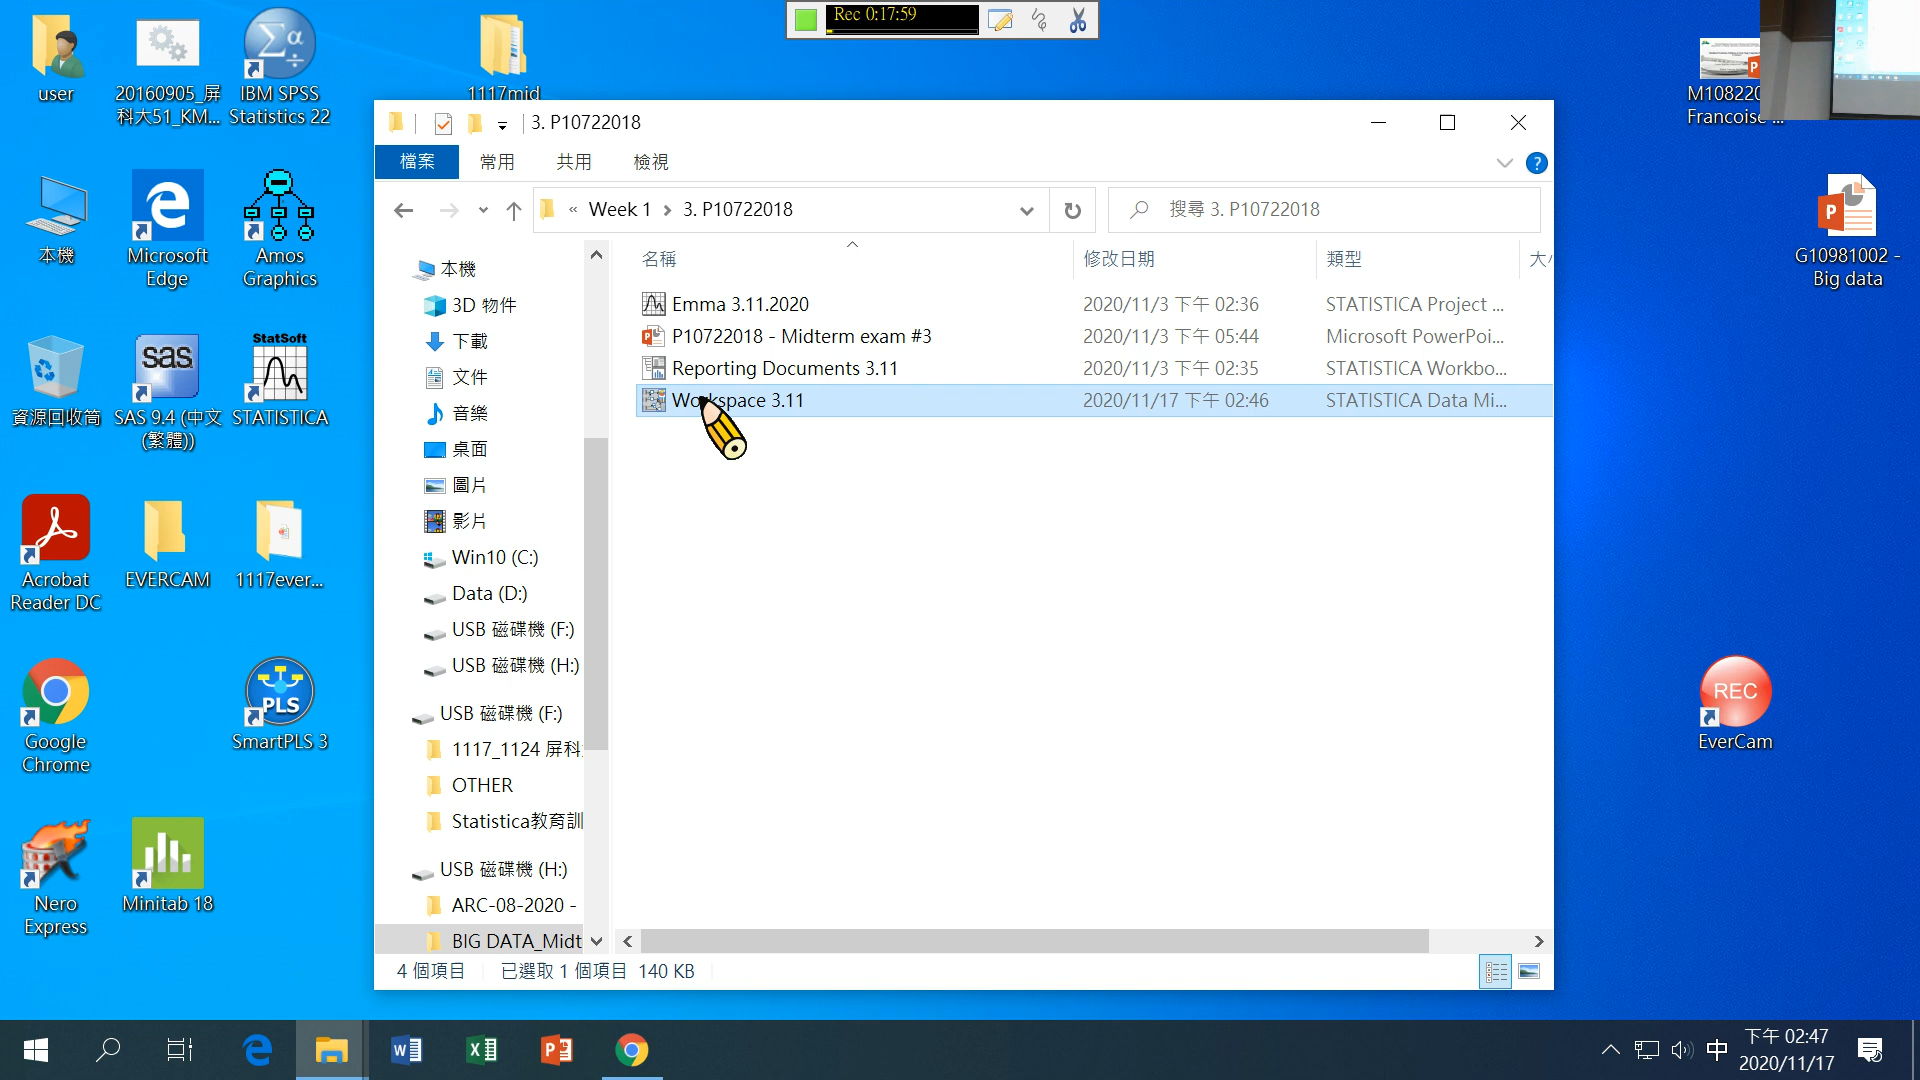 Rec 0:17:59
user
20160905_屏
科大51_KM...
IBM SPSS
Statistics 22
1117mid
本機
Microsoft
Edge
Amos
Graphics
資源回收筒
sas
SAS 9.4 (中文
(繁體))
StatSoft
STATISTICA
Acrobat
Reader DC
EVERCAM
1117ever...
Google
Chrome
PLS
SmartPLS 3
Nero
Express
Minitab 18
M108220
Francoise ...
G10981002 -
Big data
REC
EverCam
3. P10722018
檔案
常用
共用
檢視
« Week 1 › 3. P10722018
搜尋 3. P10722018
本機
3D 物件
下載
文件
音樂
桌面
圖片
影片
Win10 (C:)
Data (D:)
USB 磁碟機 (F:)
USB 磁碟機 (H:)
USB 磁碟機 (F:)
1117_1124 屏科
OTHER
Statistica教育訓
USB 磁碟機 (H:)
ARC-08-2020 -
BIG DATA_Midt
名稱 修改日期 類型 大小
Emma 3.11.2020 2020/11/3 下午 02:36 STATISTICA Project ...
P10722018 - Midterm exam #3 2020/11/3 下午 05:44 Microsoft PowerPoi...
Reporting Documents 3.11 2020/11/3 下午 02:35 STATISTICA Workbo...
Workspace 3.11 2020/11/17 下午 02:46 STATISTICA Data Mi...
4 個項目 已選取 1 個項目 140 KB
中
下午 02:47
2020/11/17